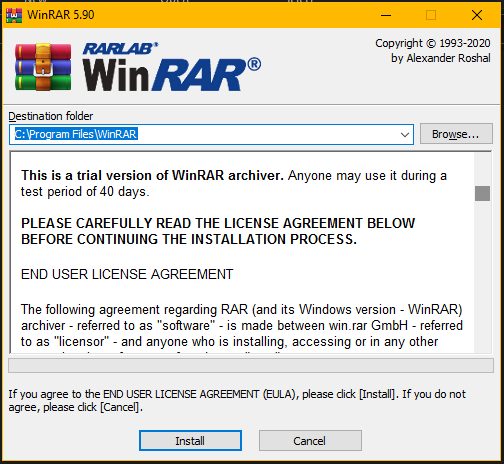 WinRAR 5.90
RARLAB®
WinRAR®
Copyright © 1993-2020
by Alexander Roshal
Destination folder
C:\Program Files\WinRAR
Browse...
This is a trial version of WinRAR archiver. Anyone may use it during a
test period of 40 days.
PLEASE CAREFULLY READ THE LICENSE AGREEMENT BELOW
BEFORE CONTINUING THE INSTALLATION PROCESS.
END USER LICENSE AGREEMENT
The following agreement regarding RAR (and its Windows version - WinRAR)
archiver - referred to as "software" - is made between win.rar GmbH - referred
to as "licensor" - and anyone who is installing, accessing or in any other
If you agree to the END USER LICENSE AGREEMENT (EULA), please click [Install]. If you do not
agree, please click [Cancel].
Install
Cancel